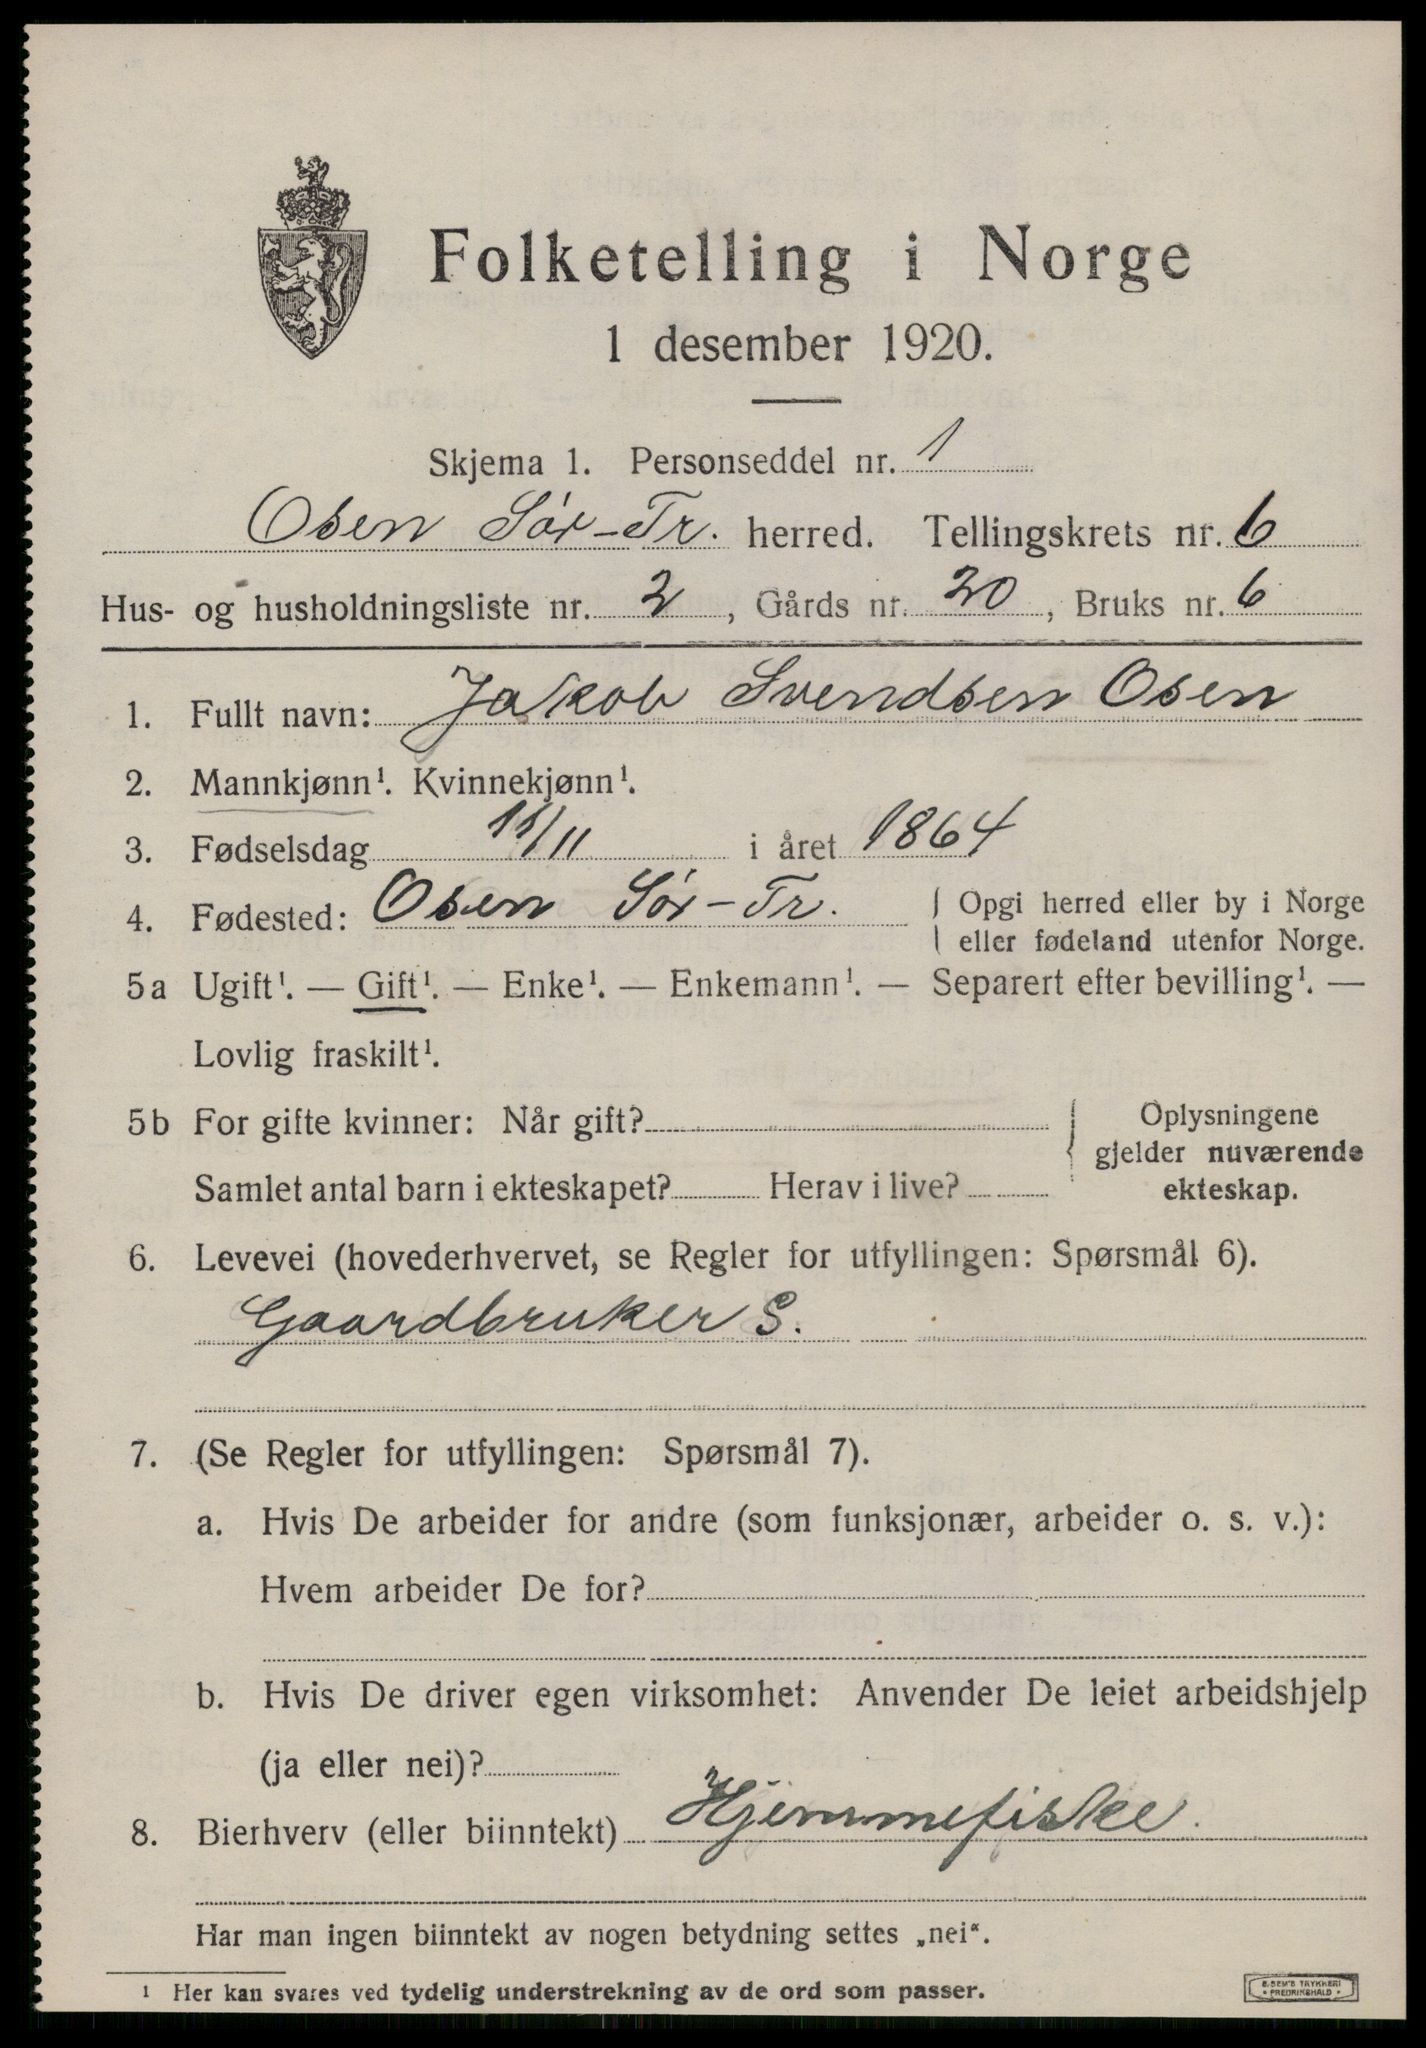 Folketelling i Norge
1 desember 1920.
Skjema 1. Personseddel nr. 1
Osen Sör-Tr. herred. Tellingskrets nr. 6
Hus- og husholdningsliste nr. 2, Gårds nr. 20, Bruks nr. 6
1. Fullt navn: Jakob Svendsen Osen
2. Mannkjønn¹. Kvinnekjønn¹.
3. Fødselsdag /11 i året 1864
4. Fødested: Osen Sör-Tr. Opgi herred eller by i Norge
eller fødeland utenfor Norge.
5a Ugift¹. — Gift¹. — Enke¹. — Enkemann¹. — Separert efter bevilling¹. —
Lovlig fraskilt¹.
5b For gifte kvinner: Når gift? Oplysningene
gjelder nuværende
Samlet antal barn i ekteskapet? Herav i live? ekteskap.
6. Levevei (hovederhvervet, se Regler for utfyllingen: Spørsmål 6).
Gaardbruker S.
7. (Se Regler for utfyllingen: Spørsmål 7).
a. Hvis De arbeider for andre (som funksjonær, arbeider o. s. v.):
Hvem arbeider De for?
b. Hvis De driver egen virksomhet: Anvender De leiet arbeidshjelp
(ja eller nei)?
8. Bierhverv (eller biinntekt) Hjemmefiske.
Har man ingen biinntekt av nogen betydning settes „nei“.
¹ Her kan svares ved tydelig understrekning av de ord som passer.
E. SEM'S TRYKKERI
• FREDRIKSHALD •